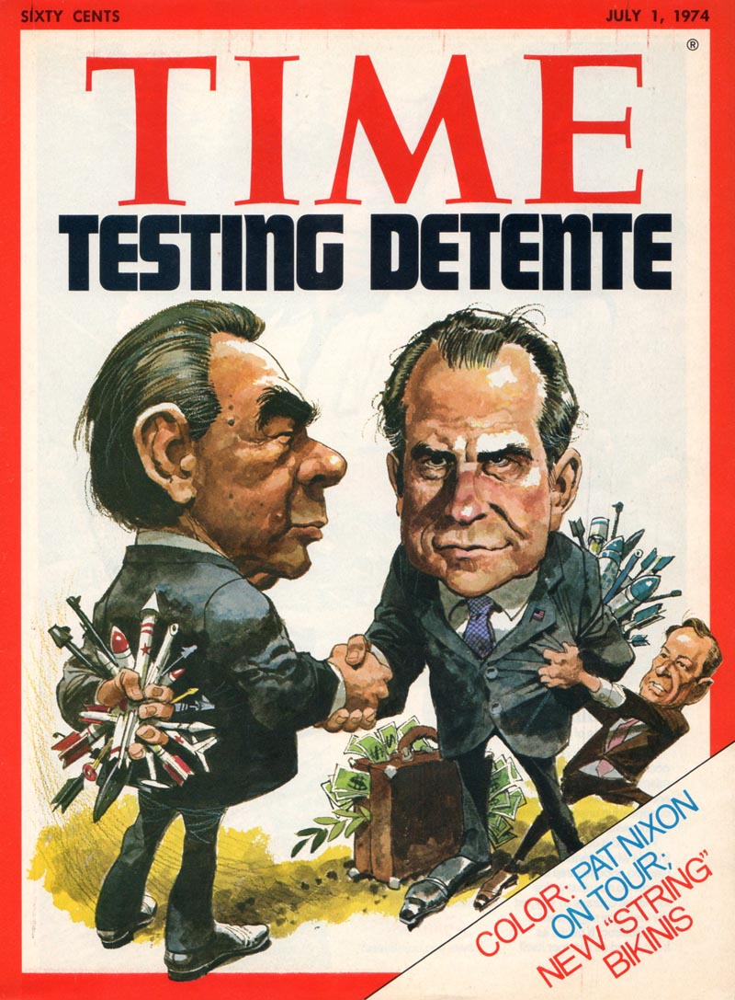 SIXTY CENTS
JULY 1, 1974
TIME
®
TESTING DETENTE
COLOR: PAT NIXON
ON TOUR;
NEW "STRING"
BIKINIS